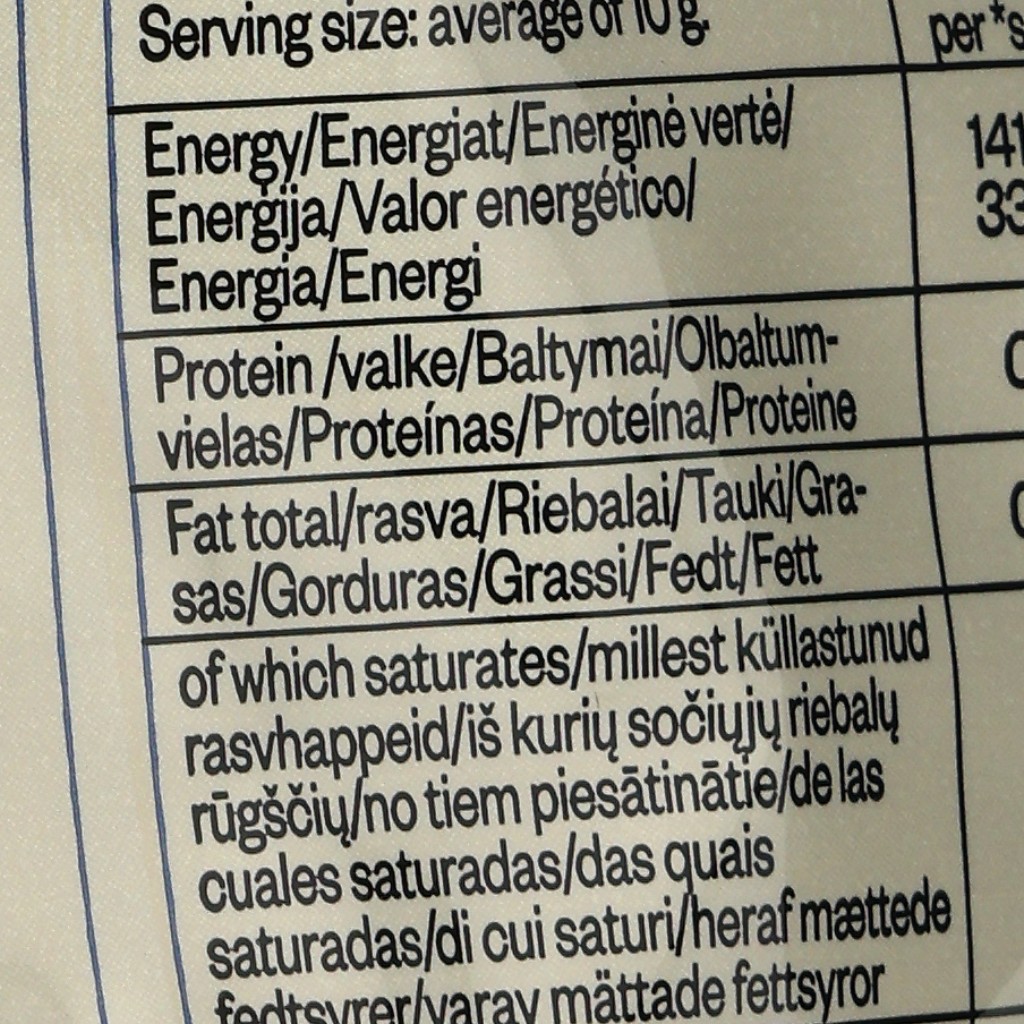 Serving size: average of 10 g.
per *s
Energy/Energiat/Energinė vertė/
Enerģija/Valor energético/
Energia/Energi
141
33
Protein /valke/Baltymai/Olbaltum-
vielas/Proteínas/Proteína/Proteine
Fat total/rasva/Riebalai/Tauki/Gra-
sas/Gorduras/Grassi/Fedt/Fett
of which saturates/millest küllastunud
rasvhappeid/iš kurių sočiųjų riebalų
rūgščių/no tiem piesātinātie/de las
cuales saturadas/das quais
saturadas/di cui saturi/heraf mættede
fedtsyrer/varav mättade fettsyror